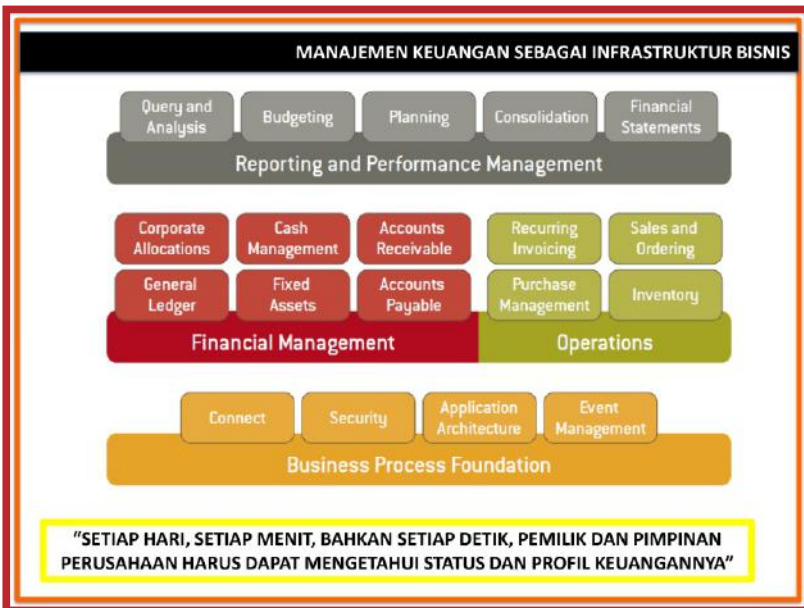 MANAJEMEN KEUANGAN SEBAGAI INFRASTRUKTUR BISNIS
Query and
Analysis
Budgeting
Planning
Consolidation
Financial
Statements
Reporting and Performance Management
Corporate
Allocations
Cash
Management
Accounts
Receivable
Recurring
Invoicing
Sales and
Ordering
General
Ledger
Fixed
Assets
Accounts
Payable
Purchase
Management
Inventory
Financial Management
Operations
Connect
Security
Application
Architecture
Event
Management
Business Process Foundation
"SETIAP HARI, SETIAP MENIT, BAHKAN SETIAP DETIK, PEMILIK DAN PIMPINAN
PERUSAHAAN HARUS DAPAT MENGETAHUI STATUS DAN PROFIL KEUANGANNYA"